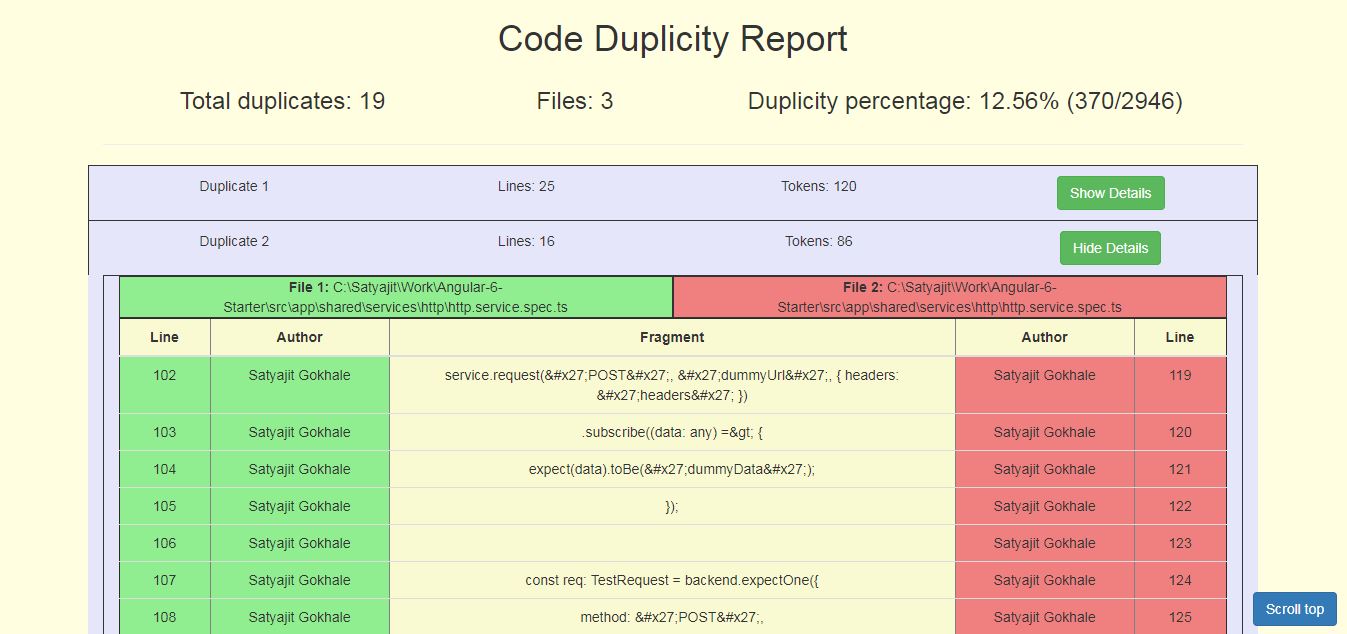 Code Duplicity Report
Total duplicates: 19 Files: 3 Duplicity percentage: 12.56% (370/2946)
Duplicate 1 Lines: 25 Tokens: 120 Show Details
Duplicate 2 Lines: 16 Tokens: 86 Hide Details
File 1: C:\Satyajit\Work\Angular-6-
Starter\src\app\shared\services\http\http.service.spec.ts
File 2: C:\Satyajit\Work\Angular-6-
Starter\src\app\shared\services\http\http.service.spec.ts
Line Author Fragment Author Line
102 Satyajit Gokhale service.request(&#x27;POST&#x27;, &#x27;dummyUrl&#x27;, { headers:
&#x27;headers&#x27; }) Satyajit Gokhale 119
103 Satyajit Gokhale .subscribe((data: any) =&gt; { Satyajit Gokhale 120
104 Satyajit Gokhale expect(data).toBe(&#x27;dummyData&#x27;); Satyajit Gokhale 121
105 Satyajit Gokhale }); Satyajit Gokhale 122
106 Satyajit Gokhale Satyajit Gokhale 123
107 Satyajit Gokhale const req: TestRequest = backend.expectOne({ Satyajit Gokhale 124
108 Satyajit Gokhale method: &#x27;POST&#x27;, Satyajit Gokhale 125
Scroll top